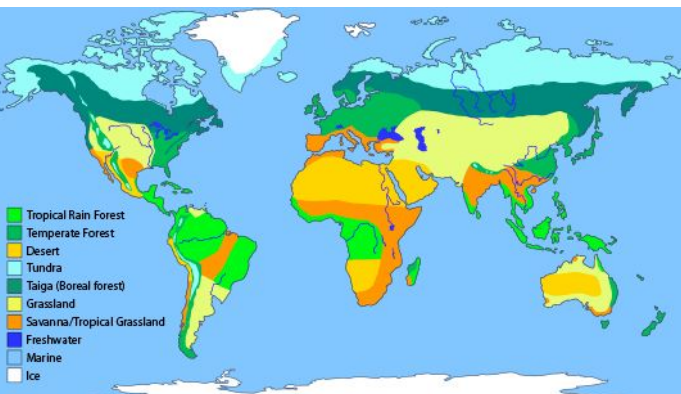 Tropical Rain Forest
Temperate Forest
Desert
Tundra
Taiga (Boreal forest)
Grassland
Savanna/Tropical Grassland
Freshwater
Marine
Ice